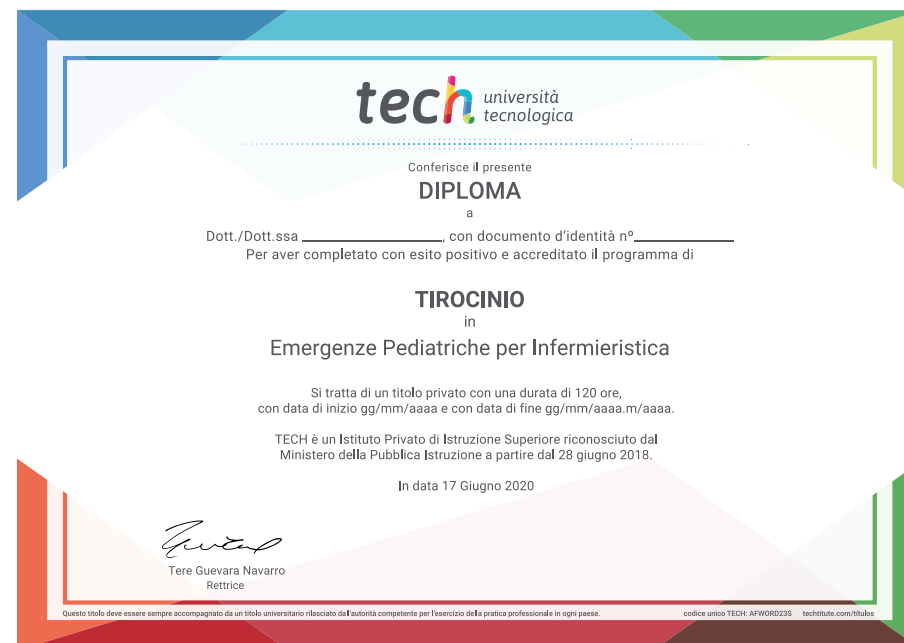 tech università
tecnologica
Conferisce il presente
DIPLOMA
a
Dott./Dott.ssa ____________________, con documento d'identità nº______________
Per aver completato con esito positivo e accreditato il programma di
TIROCINIO
in
Emergenze Pediatriche per Infermieristica
Si tratta di un titolo privato con una durata di 120 ore,
con data di inizio gg/mm/aaaa e con data di fine gg/mm/aaaa.m/aaaa.
TECH è un Istituto Privato di Istruzione Superiore riconosciuto dal
Ministero della Pubblica Istruzione a partire dal 28 giugno 2018.
In data 17 Giugno 2020
Tere Guevara Navarro
Rettrice
Questo titolo deve essere sempre accompagnato da un titolo universitario rilasciato dall'autorità competente per l'esercizio della pratica professionale in ogni paese. codice unico TECH: AFWORD23S techtitute.com/titulos